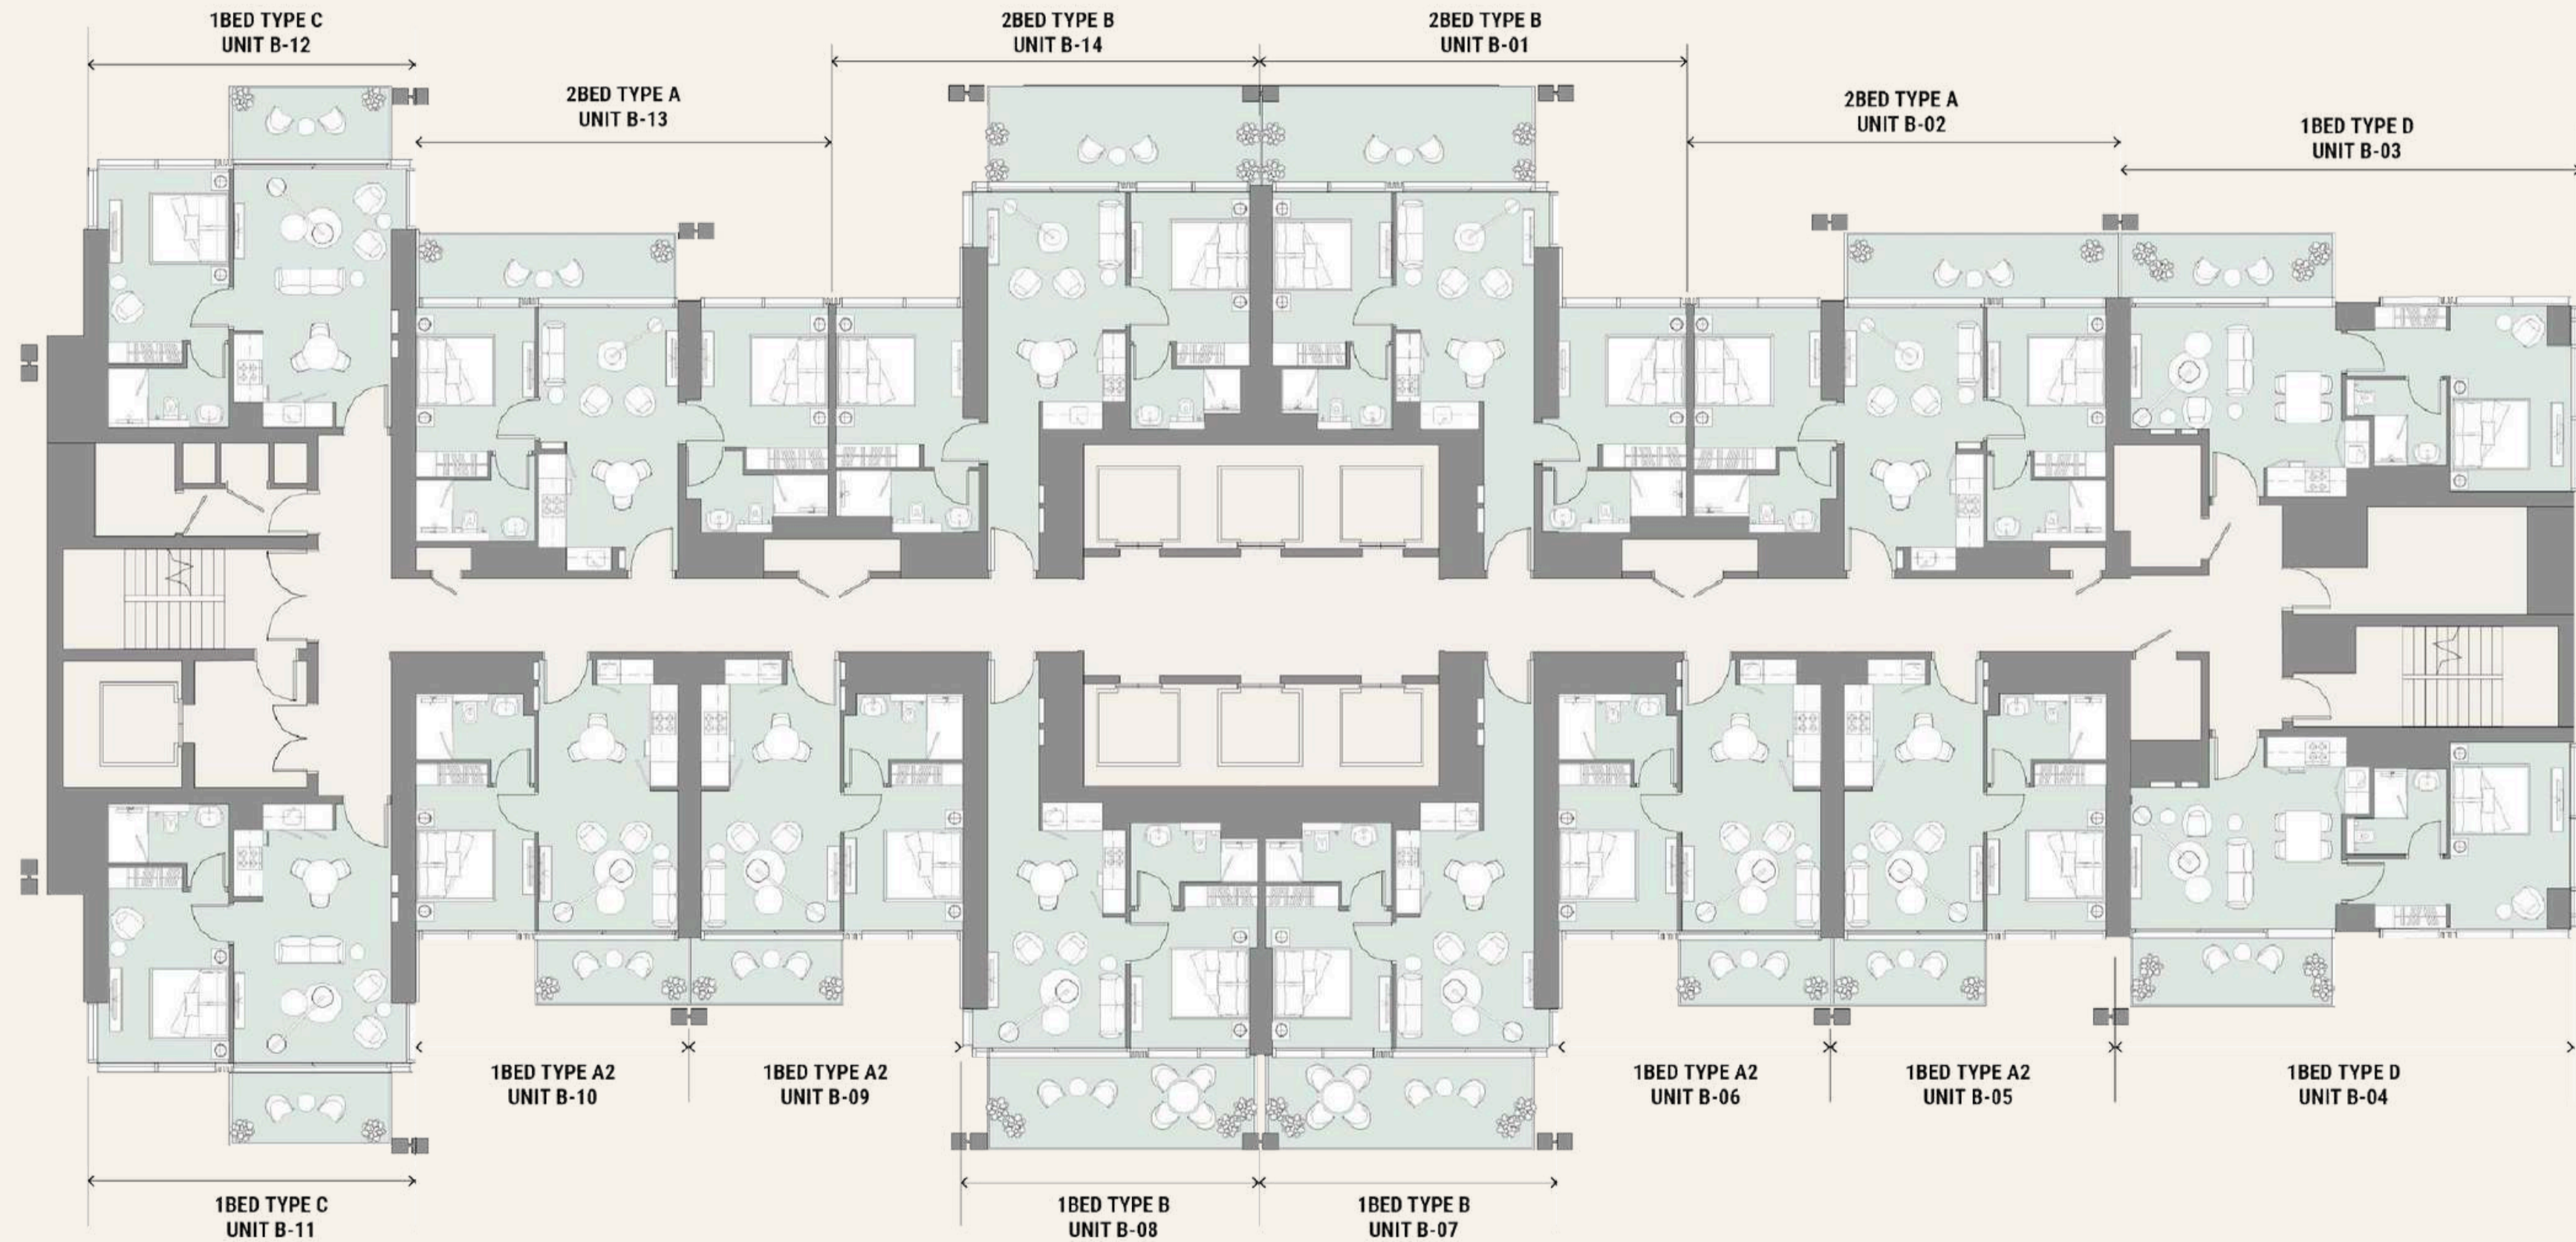 1BED TYPE C
UNIT B-12
2BED TYPE A
UNIT B-13
2BED TYPE B
UNIT B-14
2BED TYPE B
UNIT B-01
2BED TYPE A
UNIT B-02
1BED TYPE D
UNIT B-03
1BED TYPE C
UNIT B-11
1BED TYPE A2
UNIT B-10
1BED TYPE A2
UNIT B-09
1BED TYPE B
UNIT B-08
1BED TYPE B
UNIT B-07
1BED TYPE A2
UNIT B-06
1BED TYPE A2
UNIT B-05
1BED TYPE D
UNIT B-04